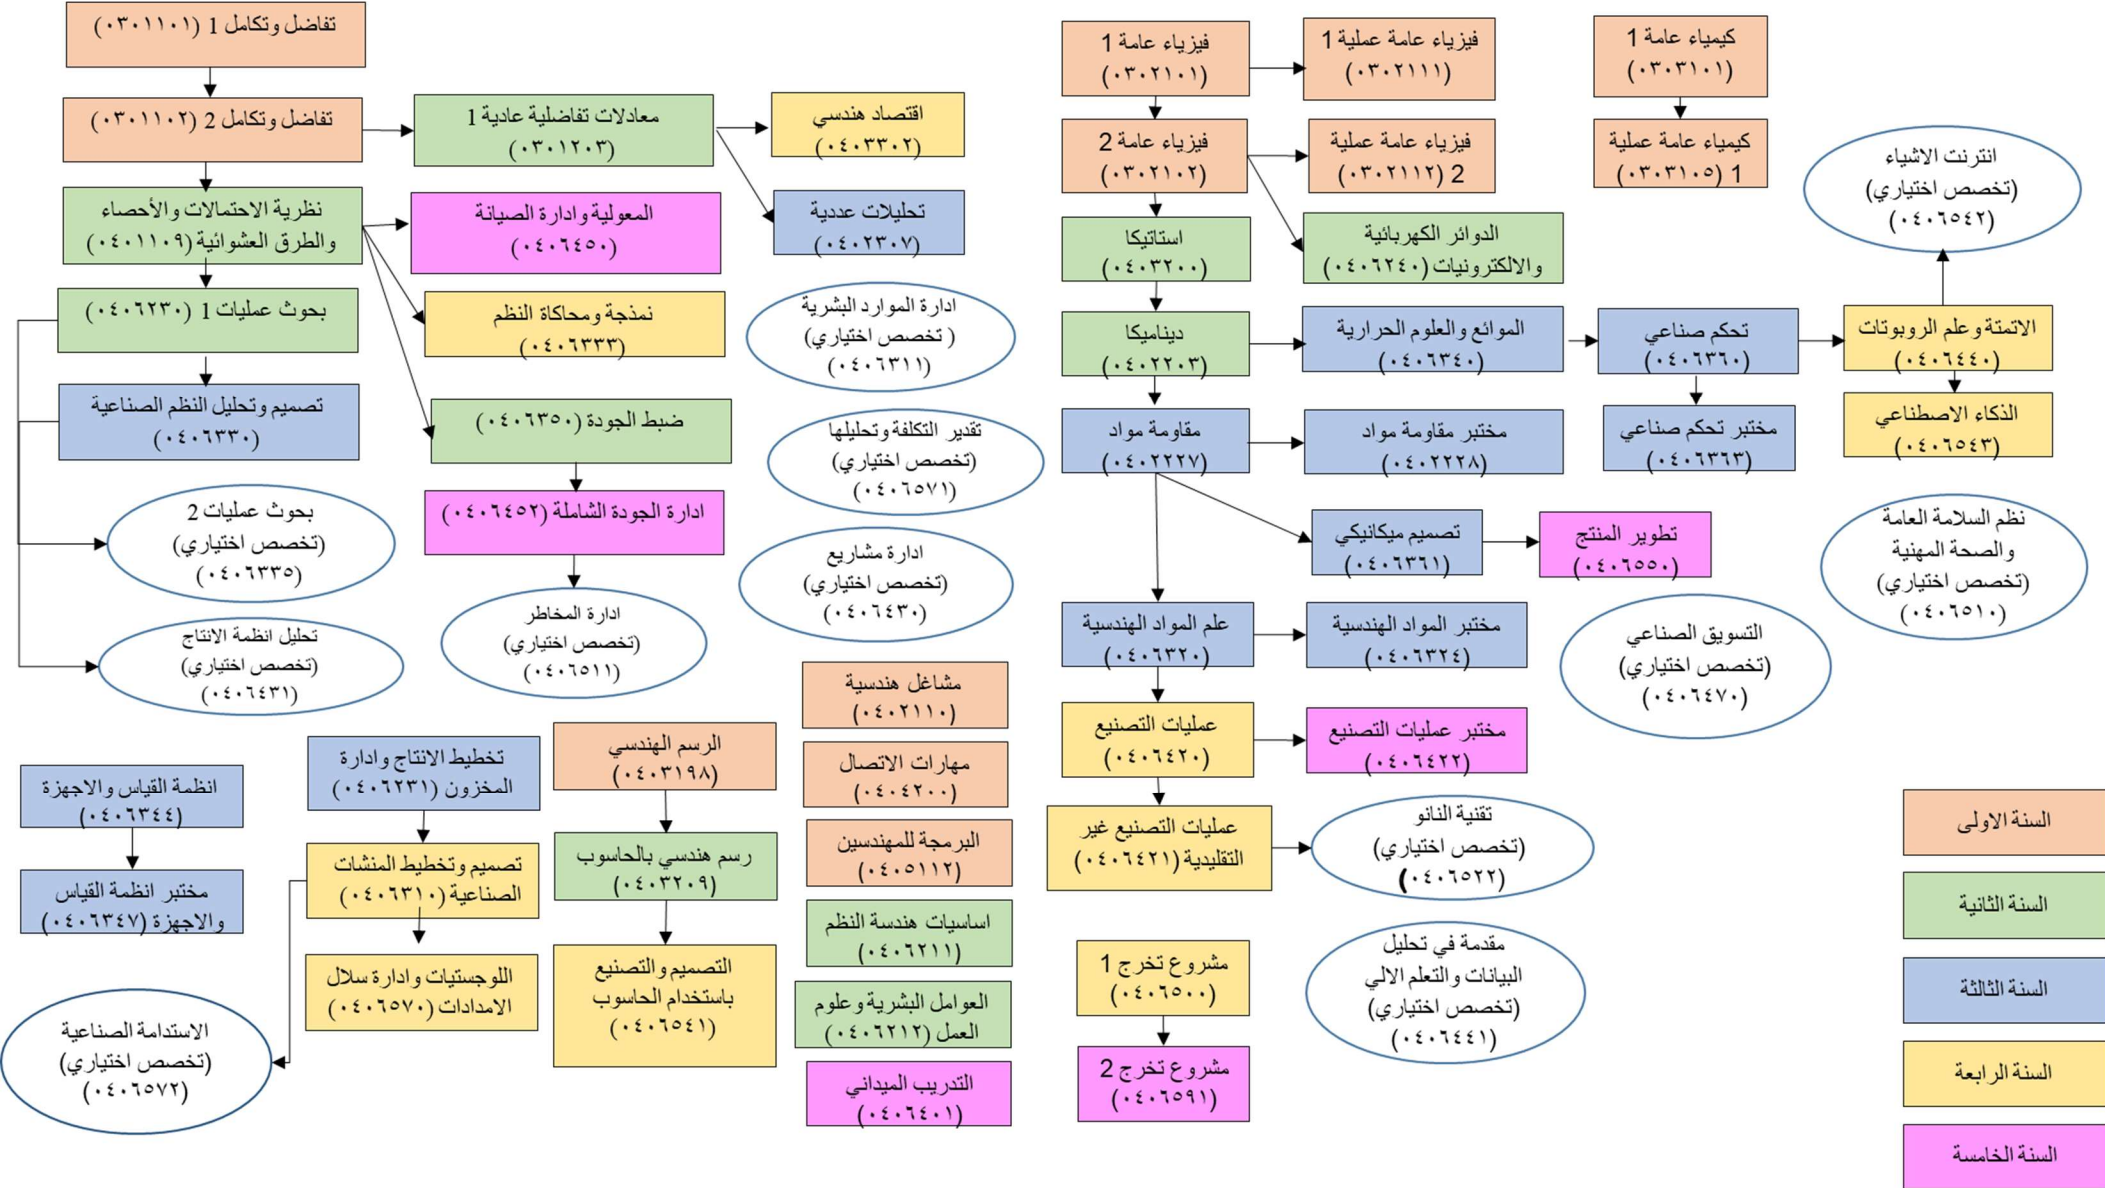 تفاضل وتكامل 1 (٠٣٠١١٠١)
تفاضل وتكامل 2 (٠٣٠١١٠٢)
معادلات تفاضلية عادية 1
(٠٣٠١٢٠٣)
اقتصاد هندسي
(٠٤٠٣٣٠٢)
نظرية الاحتمالات والأحصاء
والطرق العشوائية (٠٤٠١١٠٩)
المعولية وادارة الصيانة
(٠٤٠٦٤٥٠)
تحليلات عددية
(٠٤٠٢٣٠٧)
بحوث عمليات 1 (٠٤٠٦٢٣٠)
نمذجة ومحاكاة النظم
(٠٤٠٦٣٣٣)
ادارة الموارد البشرية
( تخصص اختياري)
(٠٤٠٦٣١١)
تصميم وتحليل النظم الصناعية
(٠٤٠٦٣٣٠)
ضبط الجودة (٠٤٠٦٣٥٠)
تقدير التكلفة وتحليلها
(تخصص اختياري)
(٠٤٠٦٥٧١)
بحوث عمليات 2
(تخصص اختياري)
(٠٤٠٦٣٣٥)
ادارة الجودة الشاملة (٠٤٠٦٤٥٢)
ادارة مشاريع
(تخصص اختياري)
(٠٤٠٦٤٣٠)
تحليل انظمة الانتاج
(تخصص اختياري)
(٠٤٠٦٤٣١)
ادارة المخاطر
(تخصص اختياري)
(٠٤٠٦٥١١)
انظمة القياس والاجهزة
(٠٤٠٦٣٤٤)
مختبر انظمة القياس
والاجهزة (٠٤٠٦٣٤٧)
تخطيط الانتاج وادارة
المخزون (٠٤٠٦٢٣١)
تصميم وتخطيط المنشات
الصناعية (٠٤٠٦٣١٠)
اللوجستيات وادارة سلال
الامدادات (٠٤٠٦٥٧٠)
الاستدامة الصناعية
(تخصص اختياري)
(٠٤٠٦٥٧٢)
الرسم الهندسي
(٠٤٠٣١٩٨)
رسم هندسي بالحاسوب
(٠٤٠٣٢٠٩)
التصميم والتصنيع
باستخدام الحاسوب
(٠٤٠٦٥٤١)
مشاغل هندسية
(٠٤٠٢١١٠)
مهارات الاتصال
(٠٤٠٤٢٠٠)
البرمجة للمهندسين
(٠٤٠٥١١٢)
اساسيات هندسة النظم
(٠٤٠٦٢١١)
العوامل البشرية وعلوم
العمل (٠٤٠٦٢١٢)
التدريب الميداني
(٠٤٠٦٤٠١)
فيزياء عامة 1
(٠٣٠٢١٠١)
فيزياء عامة عملية 1
(٠٣٠٢١١١)
كيمياء عامة 1
(٠٣٠٣١٠١)
فيزياء عامة 2
(٠٣٠٢١٠٢)
فيزياء عامة عملية
2 (٠٣٠٢١١٢)
كيمياء عامة عملية
1 (٠٣٠٣١٠٥)
انترنت الاشياء
(تخصص اختياري)
(٠٤٠٦٥٤٢)
استاتيكا
(٠٤٠٣٢٠٠)
الدوائر الكهربائية
والالكترونيات (٠٤٠٦٢٤٠)
ديناميكا
(٠٤٠٢٢٠٣)
الموائع والعلوم الحرارية
(٠٤٠٦٣٤٠)
تحكم صناعي
(٠٤٠٦٣٦٠)
الاتمتة وعلم الروبوتات
(٠٤٠٦٤٤٠)
مقاومة مواد
(٠٤٠٢٢٢٧)
مختبر مقاومة مواد
(٠٤٠٢٢٢٨)
مختبر تحكم صناعي
(٠٤٠٦٣٦٣)
الذكاء الاصطناعي
(٠٤٠٦٥٤٣)
تصميم ميكانيكي
(٠٤٠٦٣٦١)
تطوير المنتج
(٠٤٠٦٥٥٠)
نظم السلامة العامة
والصحة المهنية
(تخصص اختياري)
(٠٤٠٦٥١٠)
علم المواد الهندسية
(٠٤٠٦٣٢٠)
مختبر المواد الهندسية
(٠٤٠٦٣٢٤)
التسويق الصناعي
(تخصص اختياري)
(٠٤٠٦٤٧٠)
عمليات التصنيع
(٠٤٠٦٤٢٠)
مختبر عمليات التصنيع
(٠٤٠٦٤٢٢)
عمليات التصنيع غير
التقليدية (٠٤٠٦٤٢١)
تقنية النانو
(تخصص اختياري)
(٠٤٠٦٥٢٢)
مشروع تخرج 1
(٠٤٠٦٥٠٠)
مقدمة في تحليل
البيانات والتعلم الالي
(تخصص اختياري)
(٠٤٠٦٤٤١)
مشروع تخرج 2
(٠٤٠٦٥٩١)
السنة الاولى
السنة الثانية
السنة الثالثة
السنة الرابعة
السنة الخامسة